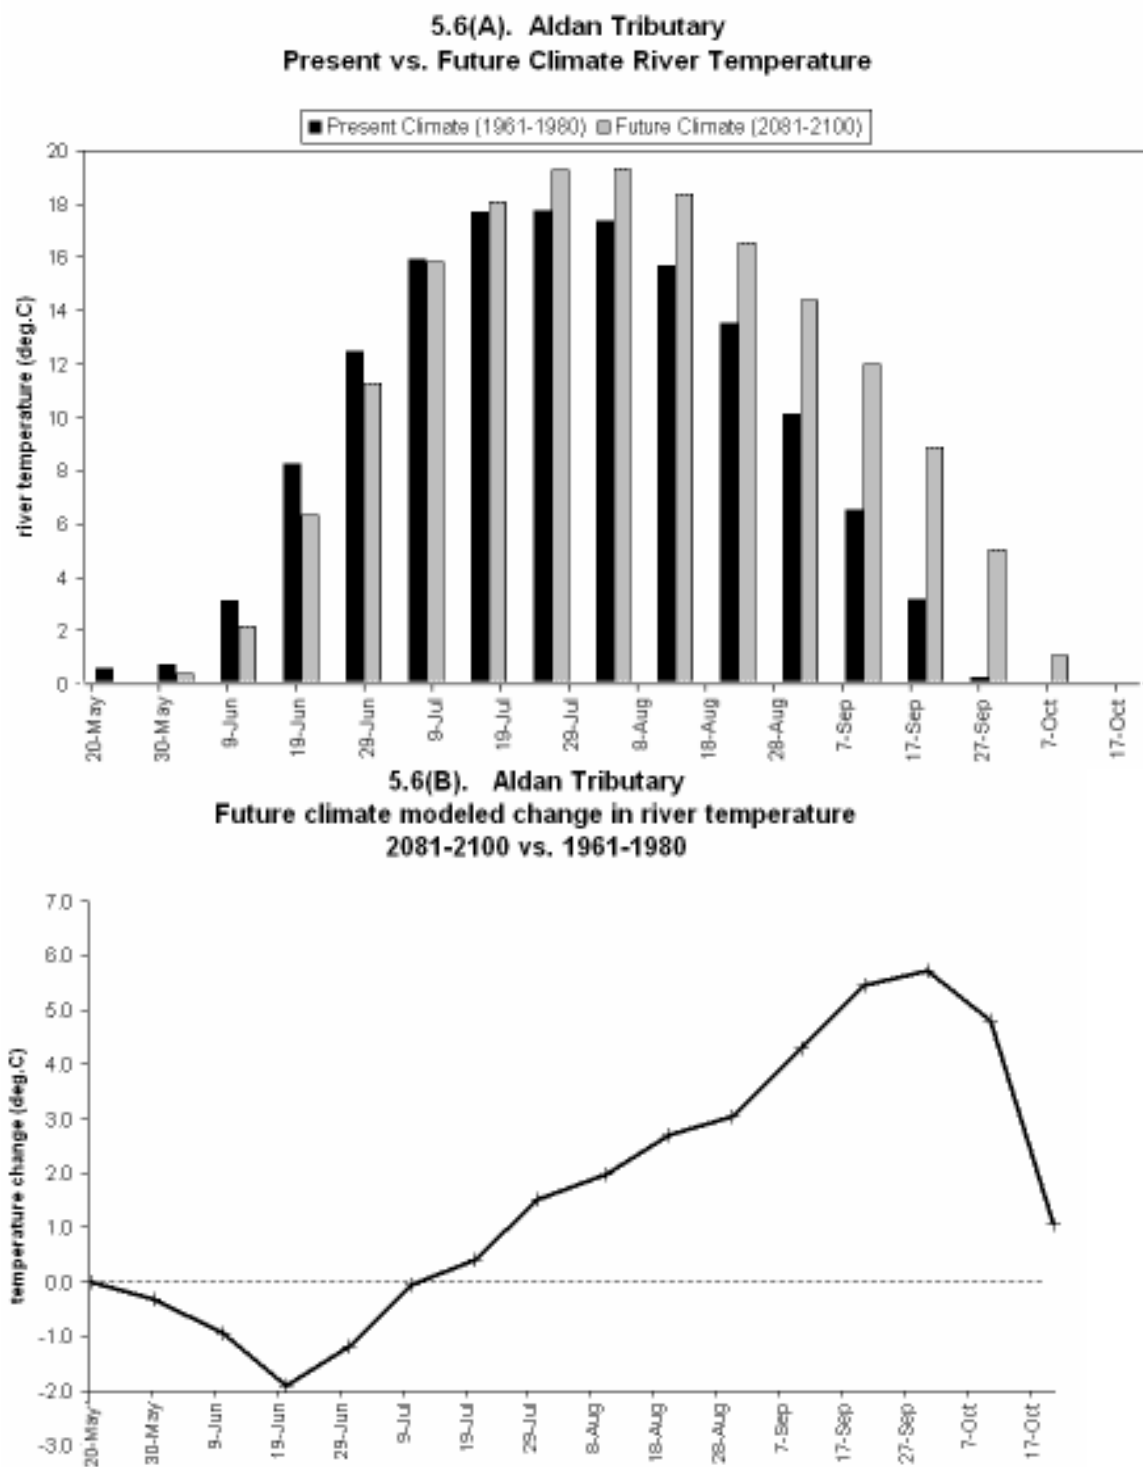 5.6(A). Aldan Tributary
Present vs. Future Climate River Temperature
Present Climate (1961-1980) Future Climate (2081-2100)
river temperature (deg.C)
20
18
16
14
12
10
8
6
4
2
0
20-May 30-May 9-Jun 19-Jun 29-Jun 9-Jul 19-Jul 29-Jul 8-Aug 18-Aug 28-Aug 7-Sep 17-Sep 27-Sep 7-Oct 17-Oct
5.6(B). Aldan Tributary
Future climate modeled change in river temperature
2081-2100 vs. 1961-1980
temperature change (deg.C)
7.0
6.0
5.0
4.0
3.0
2.0
1.0
0.0
-1.0
-2.0
-3.0
20-May 30-May 9-Jun 19-Jun 29-Jun 9-Jul 19-Jul 29-Jul 8-Aug 18-Aug 28-Aug 7-Sep 17-Sep 27-Sep 7-Oct 17-Oct